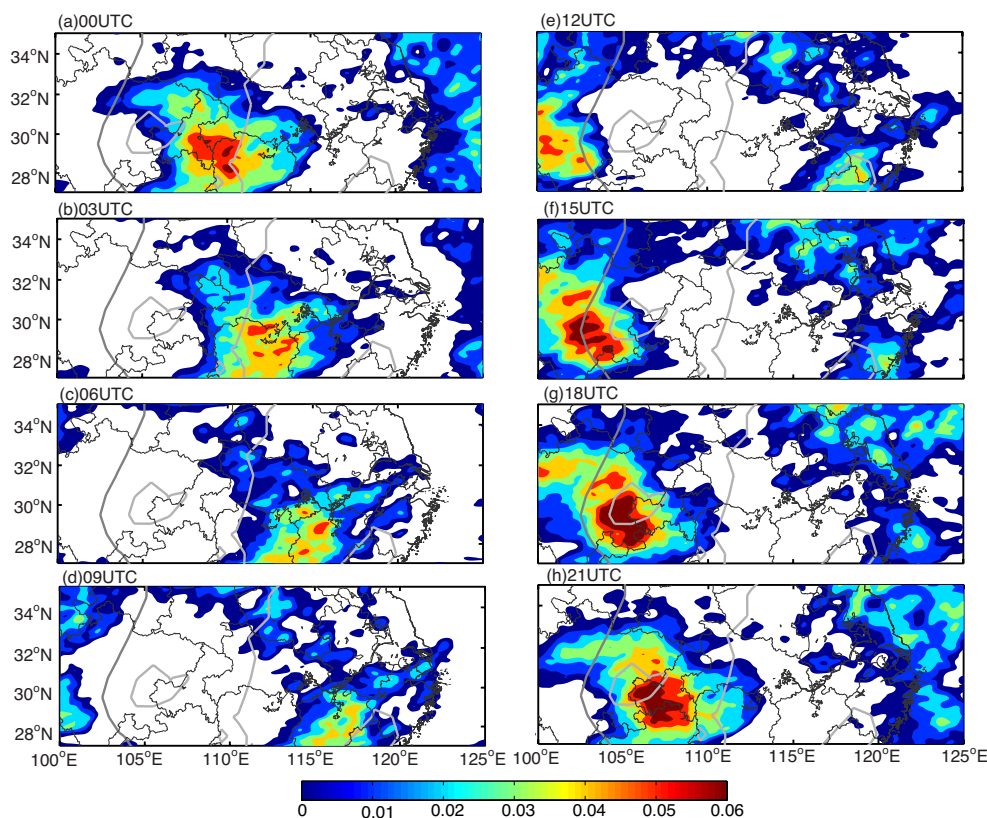 (a)00UTC
34°N
32°N
30°N
28°N
(b)03UTC
34°N
32°N
30°N
28°N
(c)06UTC
34°N
32°N
30°N
28°N
(d)09UTC
34°N
32°N
30°N
28°N
100°E 105°E 110°E 115°E 120°E 125°E
(e)12UTC
(f)15UTC
(g)18UTC
(h)21UTC
100°E 105°E 110°E 115°E 120°E 125°E
0 0.01 0.02 0.03 0.04 0.05 0.06